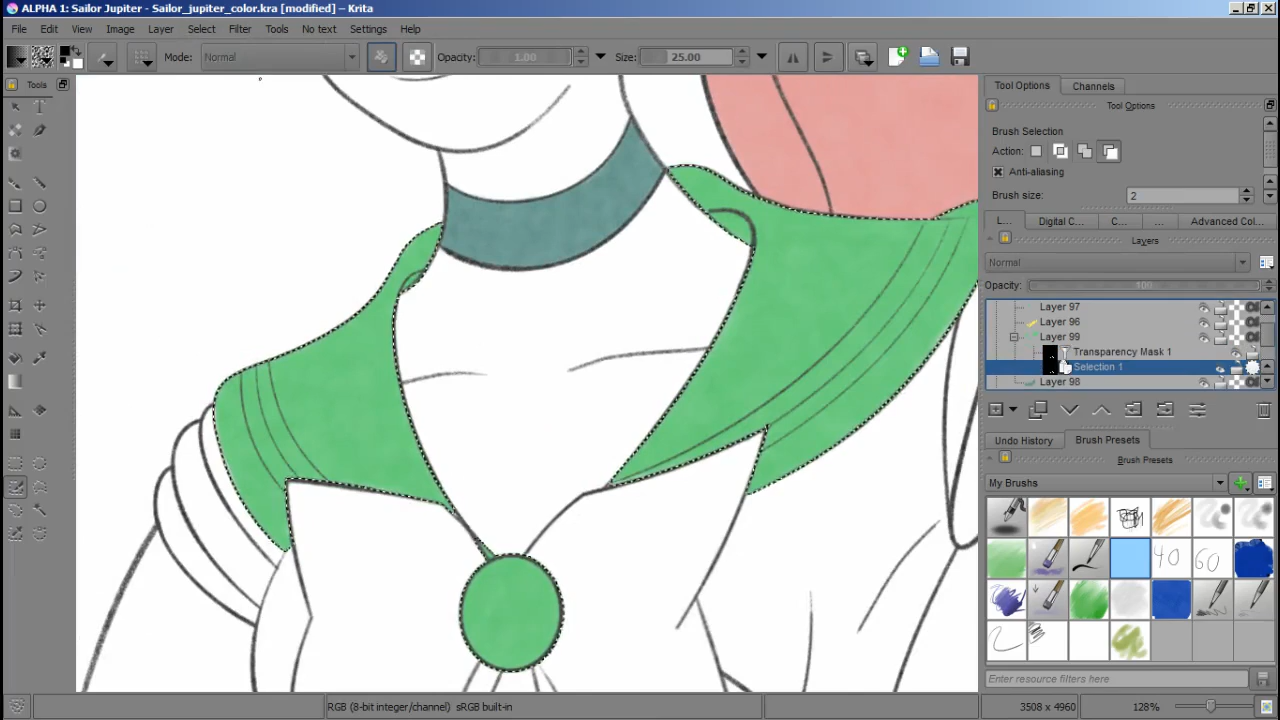 ALPHA 1: Sailor Jupiter - Sailor_jupiter_color.kra [modified] – Krita
File Edit View Image Layer Select Filter Tools No text Settings Help
Mode: Normal Opacity: 1.00 Size: 25.00
Tools
Tool Options Channels
Tool Options
Brush Selection
Action:
Anti-aliasing
Brush size: 2
L... Digital C... C... ... Advanced Col...
Layers
Normal
Opacity: 100
Layer 97
Layer 96
Layer 99
Transparency Mask 1
Selection 1
Layer 98
Undo History Brush Presets
Brush Presets
My Brushes
40 60
Enter resource filters here
RGB (8-bit integer/channel) sRGB built-in 3508 x 4960 128%